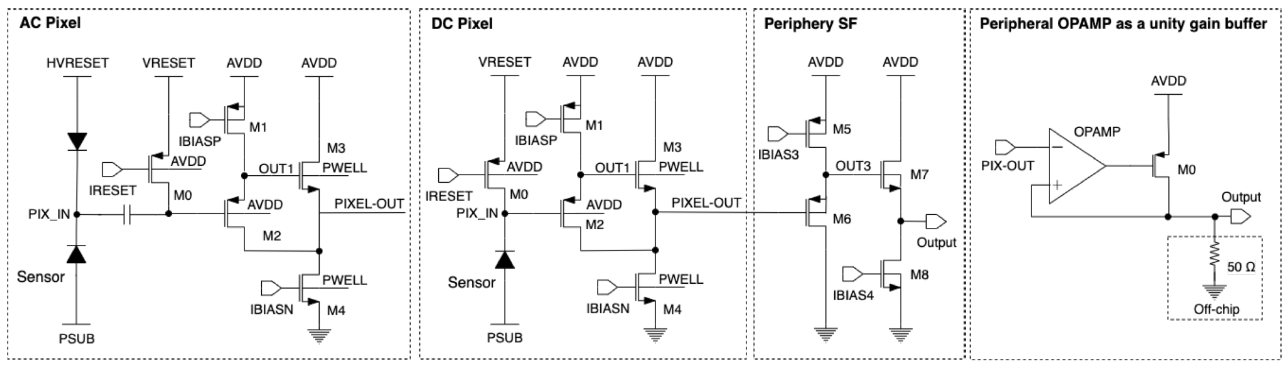 AC Pixel
HVRESET
VRESET
AVDD
AVDD
M1
IBIASP
M3
AVDD
OUT1
PWELL
IRESET
M0
PIX_IN
AVDD
PIXEL-OUT
M2
Sensor
PWELL
IBIASN
M4
PSUB
DC Pixel
VRESET
AVDD
AVDD
M1
IBIASP
M3
AVDD
OUT1
PWELL
IRESET
M0
PIX_IN
AVDD
PIXEL-OUT
M2
Sensor
PWELL
IBIASN
M4
PSUB
Periphery SF
AVDD
AVDD
M5
IBIAS3
OUT3
M7
M6
Output
IBIAS4
M8
Peripheral OPAMP as a unity gain buffer
AVDD
OPAMP
PIX-OUT
−
+
M0
Output
50 Ω
Off-chip